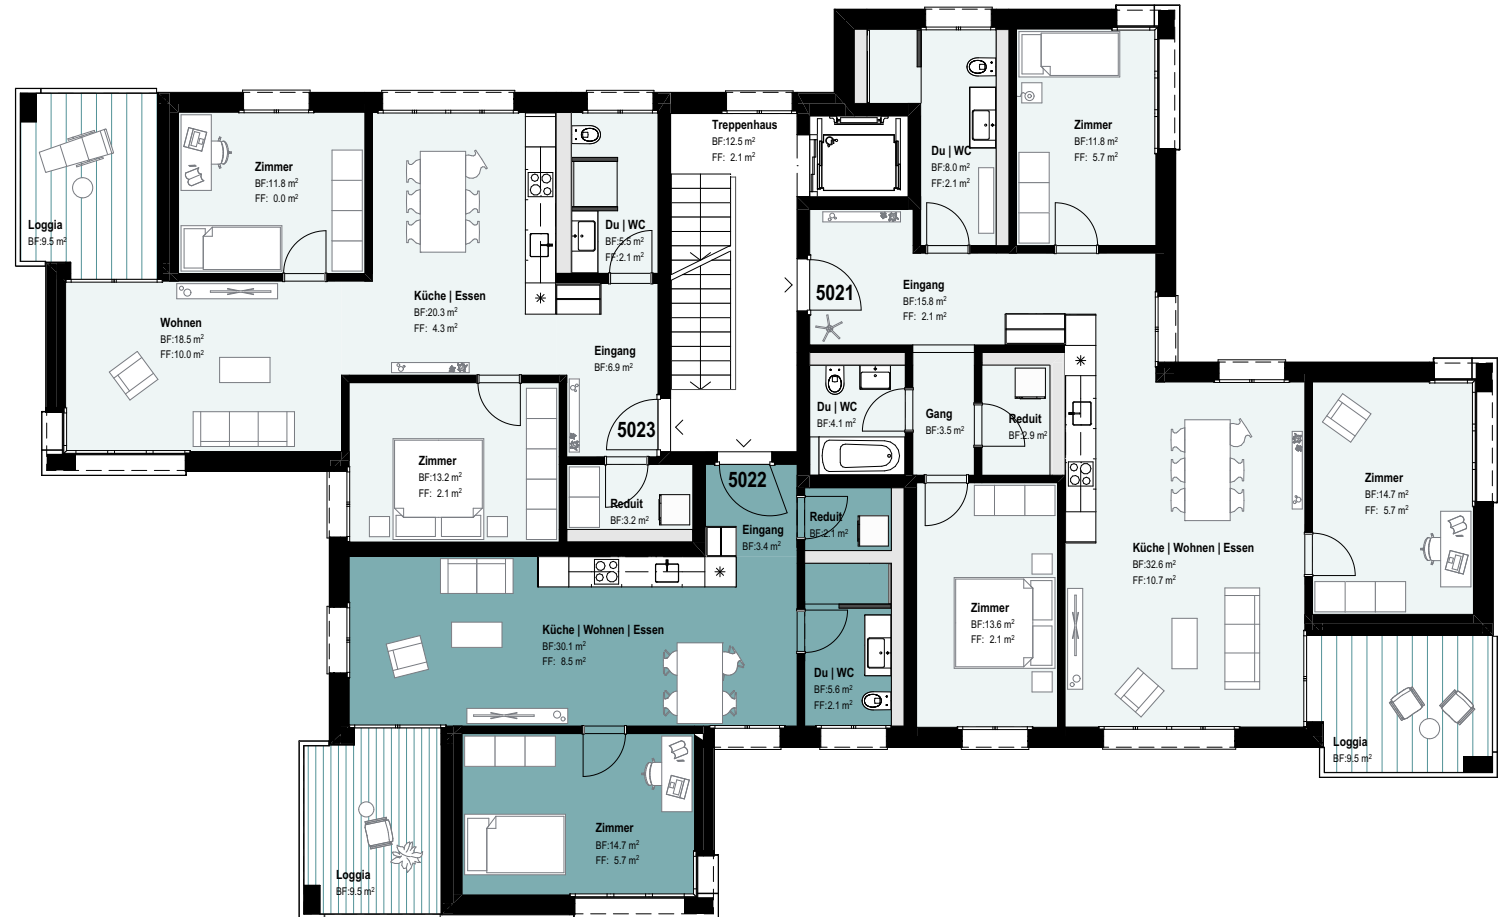 Treppenhaus
BF:12.5 m²
FF: 2.1 m²
Du | WC
BF:8.0 m²
FF:2.1 m²
Zimmer
BF:11.8 m²
FF: 5.7 m²
Zimmer
BF:11.8 m²
FF: 0.0 m²
Loggia
BF:9.5 m²
Du | WC
BF:5.5 m²
FF:2.1 m²
Küche | Essen
BF:20.3 m²
FF: 4.3 m²
Wohnen
BF:18.5 m²
FF:10.0 m²
Eingang
BF:6.9 m²
5021
Eingang
BF:15.8 m²
FF: 2.1 m²
Du | WC
BF:4.1 m²
Gang
BF:3.5 m²
Reduit
BF:2.9 m²
5023
Zimmer
BF:13.2 m²
FF: 2.1 m²
Reduit
BF:3.2 m²
5022
Eingang
BF:3.4 m²
Reduit
BF:2.1 m²
Zimmer
BF:14.7 m²
FF: 5.7 m²
Küche | Wohnen | Essen
BF:32.6 m²
FF:10.7 m²
Zimmer
BF:13.6 m²
FF: 2.1 m²
Küche | Wohnen | Essen
BF:30.1 m²
FF: 8.5 m²
Du | WC
BF:5.6 m²
FF:2.1 m²
Loggia
BF:9.5 m²
Zimmer
BF:14.7 m²
FF: 5.7 m²
Loggia
BF:9.5 m²